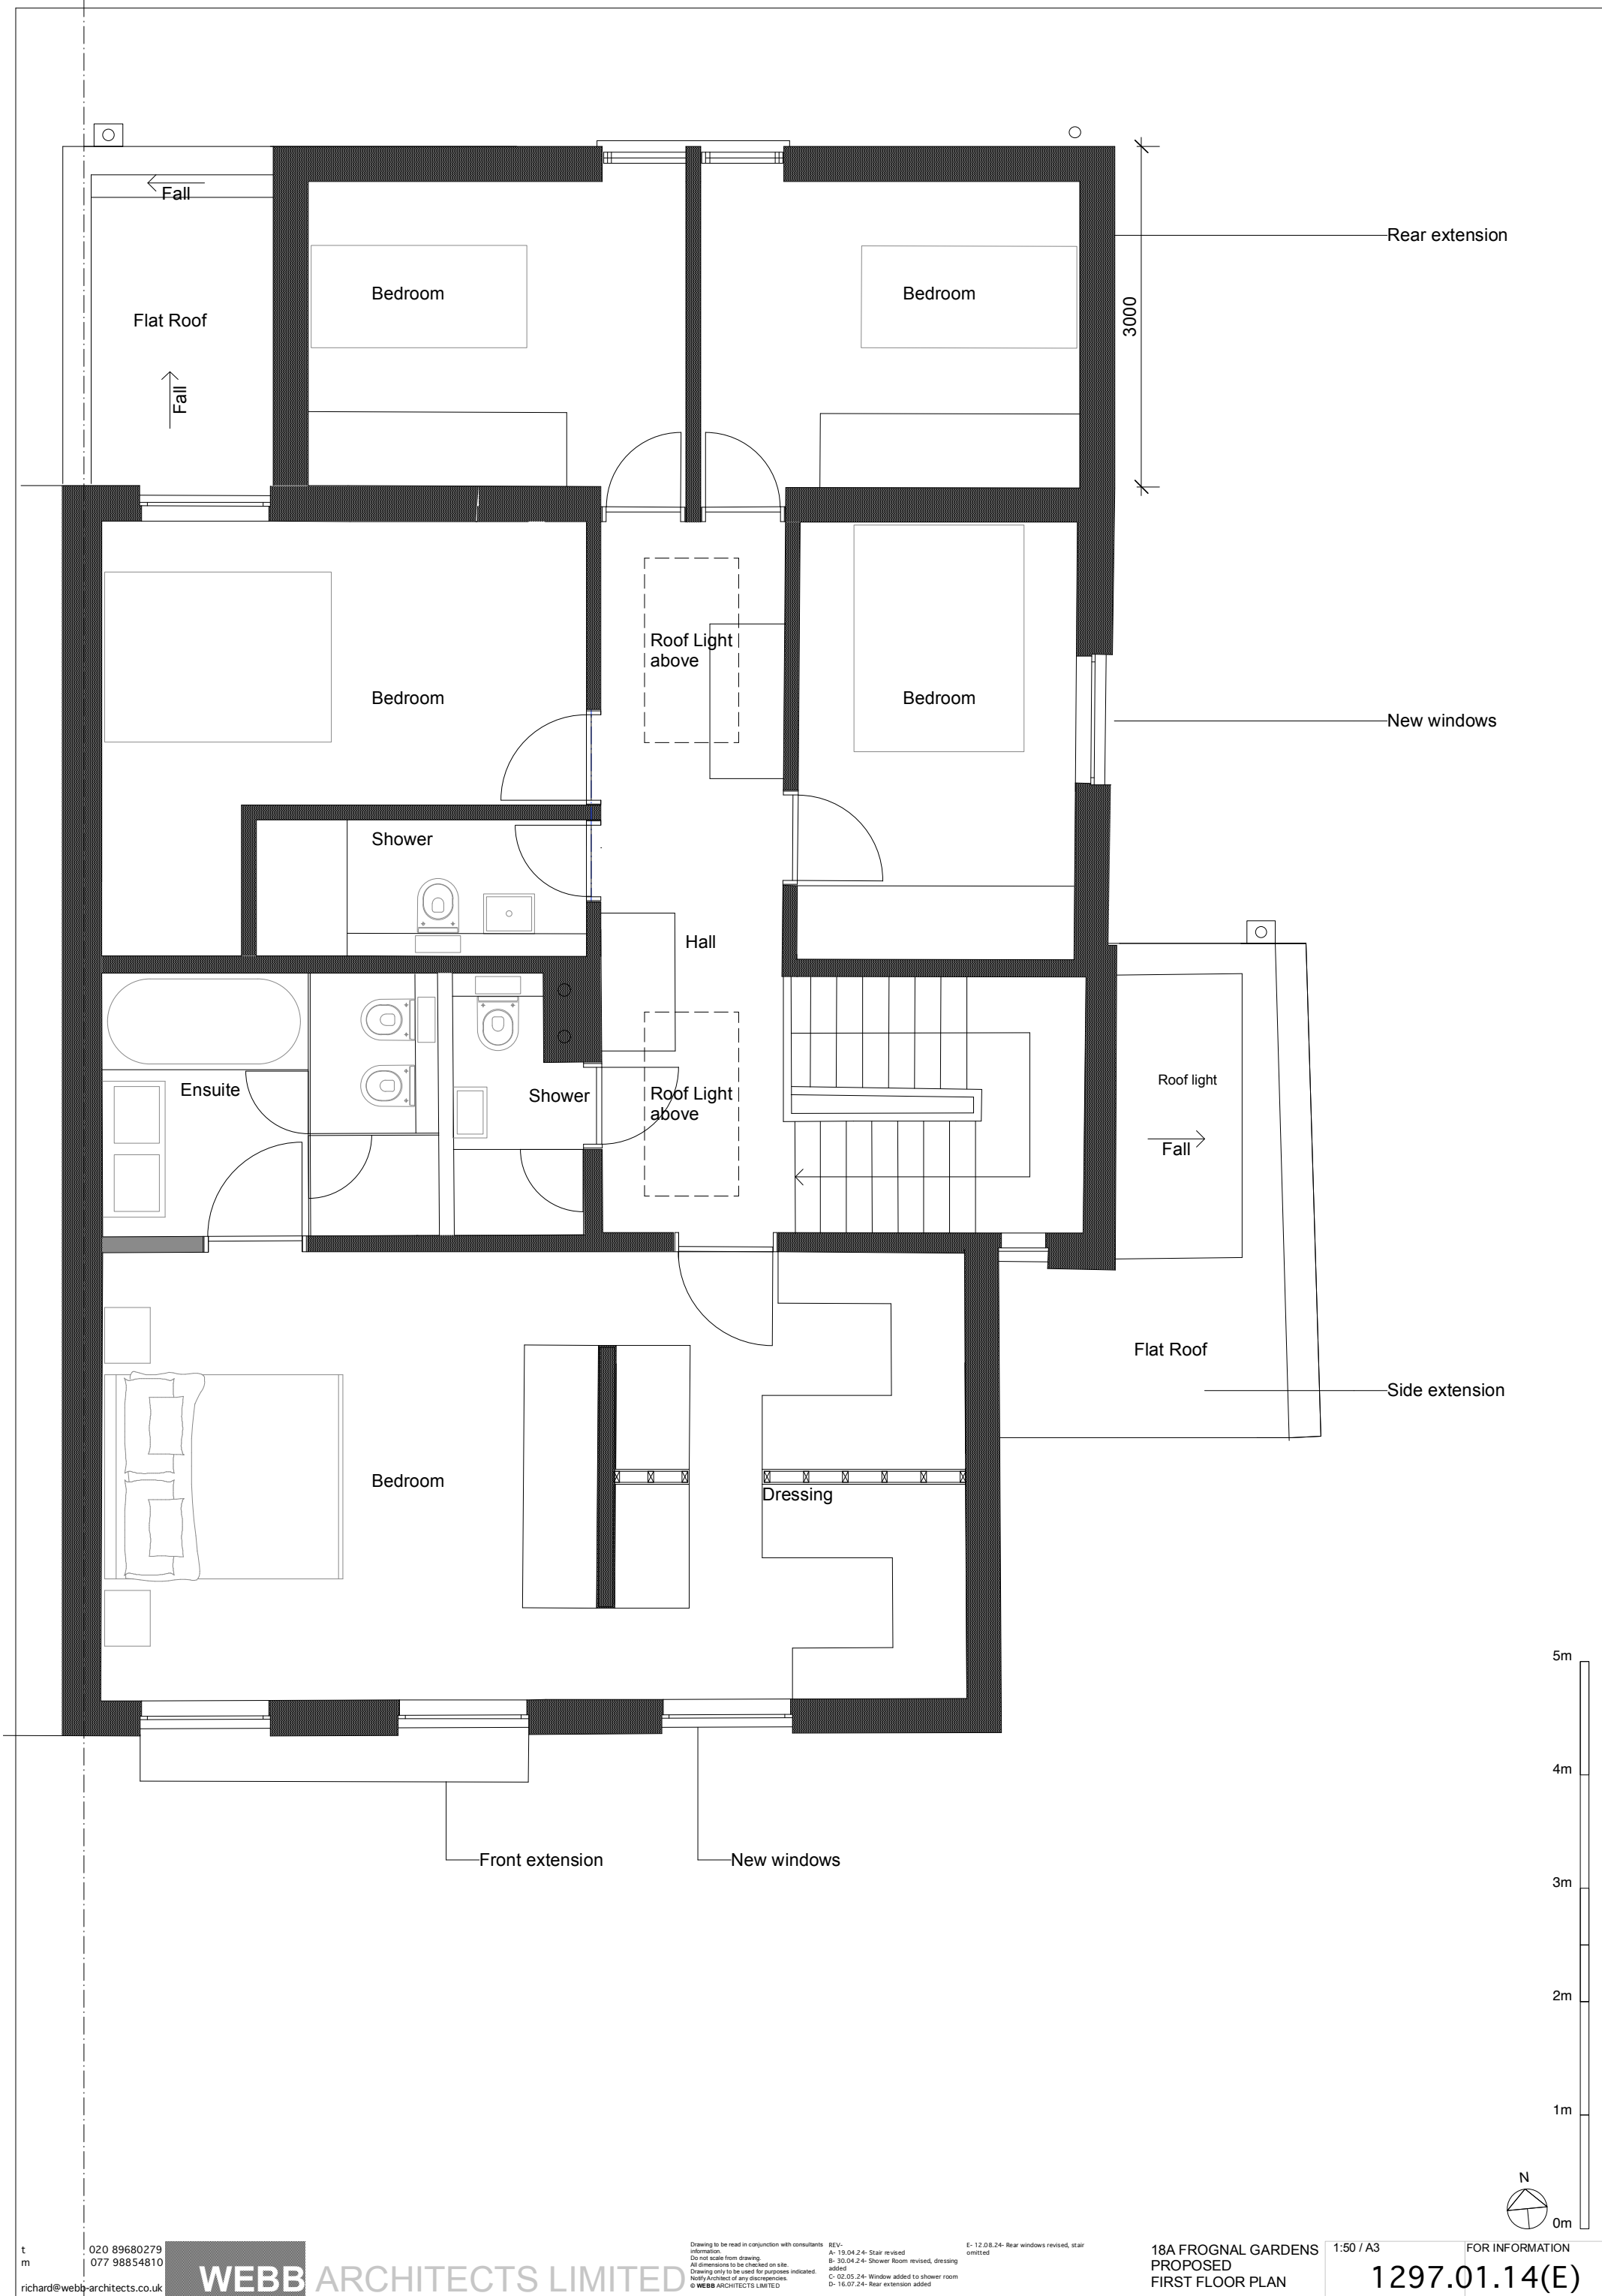 Fall
Rear extension
Bedroom
Bedroom
3000
Flat Roof
Fall
Roof Light
above
Bedroom
Bedroom
New windows
Shower
Hall
Roof light
Ensuite
Shower
Roof Light
above
Fall
Flat Roof
Side extension
Bedroom
Dressing
5m
4m
Front extension
New windows
3m
2m
1m
N
0m
t 020 89680279
m 077 98854810
richard@webb-architects.co.uk
WEBB ARCHITECTS LIMITED
Drawing to be read in conjunction with consultants
information.
Do not scale from drawing.
All dimensions to be checked on site.
Drawing only to be used for purposes indicated.
Notify Architect of any discrepencies.
© WEBB ARCHITECTS LIMITED
REV-
A- 19.04.24- Stair revised
B- 30.04.24- Shower Room revised, dressing
added
C- 02.05.24- Window added to shower room
D- 16.07.24- Rear extension added
E- 12.08.24- Rear windows revised, stair
omitted
18A FROGNAL GARDENS
PROPOSED
FIRST FLOOR PLAN
1:50 / A3
FOR INFORMATION
1297.01.14(E)